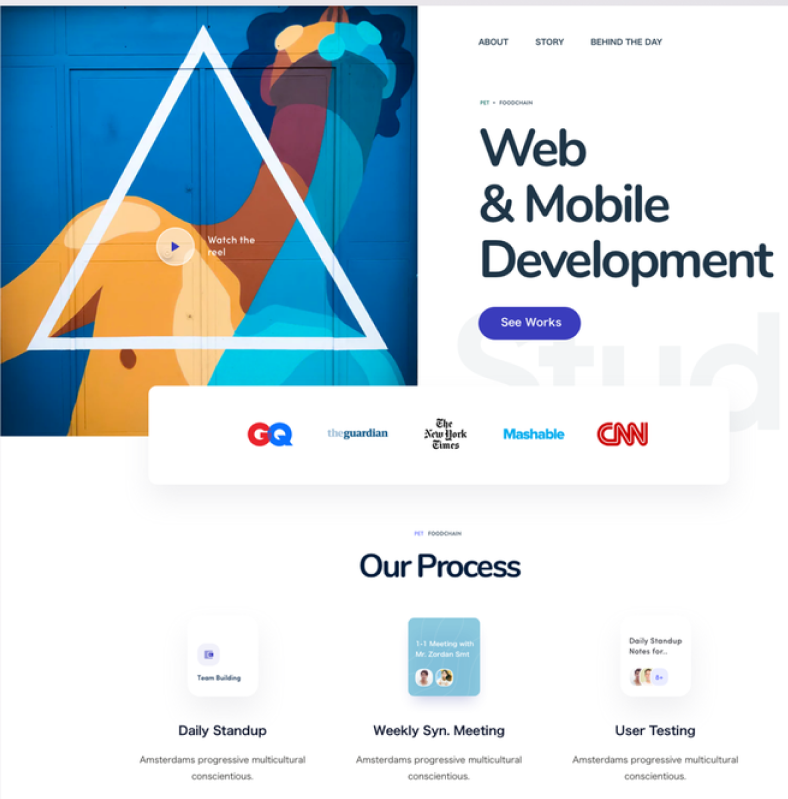 ABOUT STORY BEHIND THE DAY
PET • FOODCHAIN
Web
& Mobile
Development
Watch the
reel
See Works
Stud
GQ
theguardian
The
New York
Times
Mashable
CNN
PET FOODCHAIN
Our Process
Team Building
1-1 Meeting with
Mr. Zordan Smt
Daily Standup
Notes for...
8+
Daily Standup
Weekly Syn. Meeting
User Testing
Amsterdams progressive multicultural
conscientious.
Amsterdams progressive multicultural
conscientious.
Amsterdams progressive multicultural
conscientious.